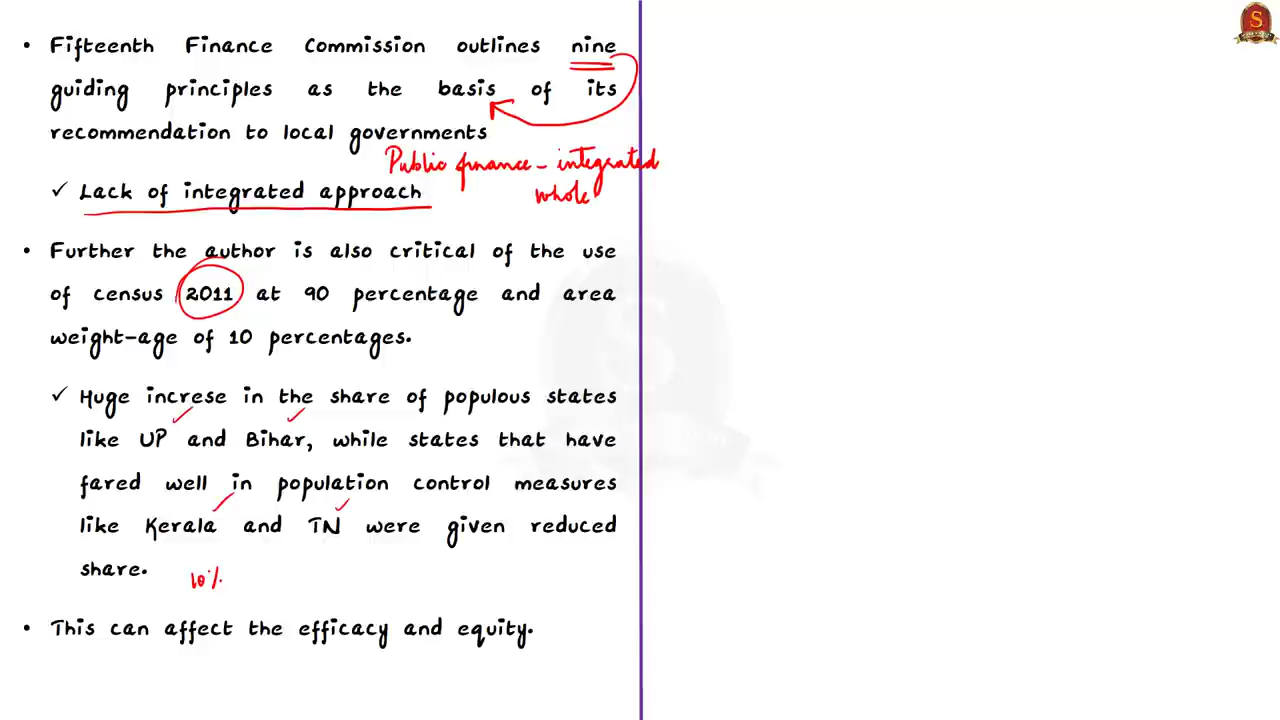 • Fifteenth Finance Commission outlines nine
guiding principles as the basis of its
recommendation to local governments
Public finance - integrated
whole
✓ Lack of integrated approach
• Further the author is also critical of the use
of census 2011 at 90 percentage and area
weight-age of 10 percentages.
✓ Huge increse in the share of populous states
like UP and Bihar, while states that have
fared well in population control measures
like Kerala and TN were given reduced
share.
10%
• This can affect the efficacy and equity.
S